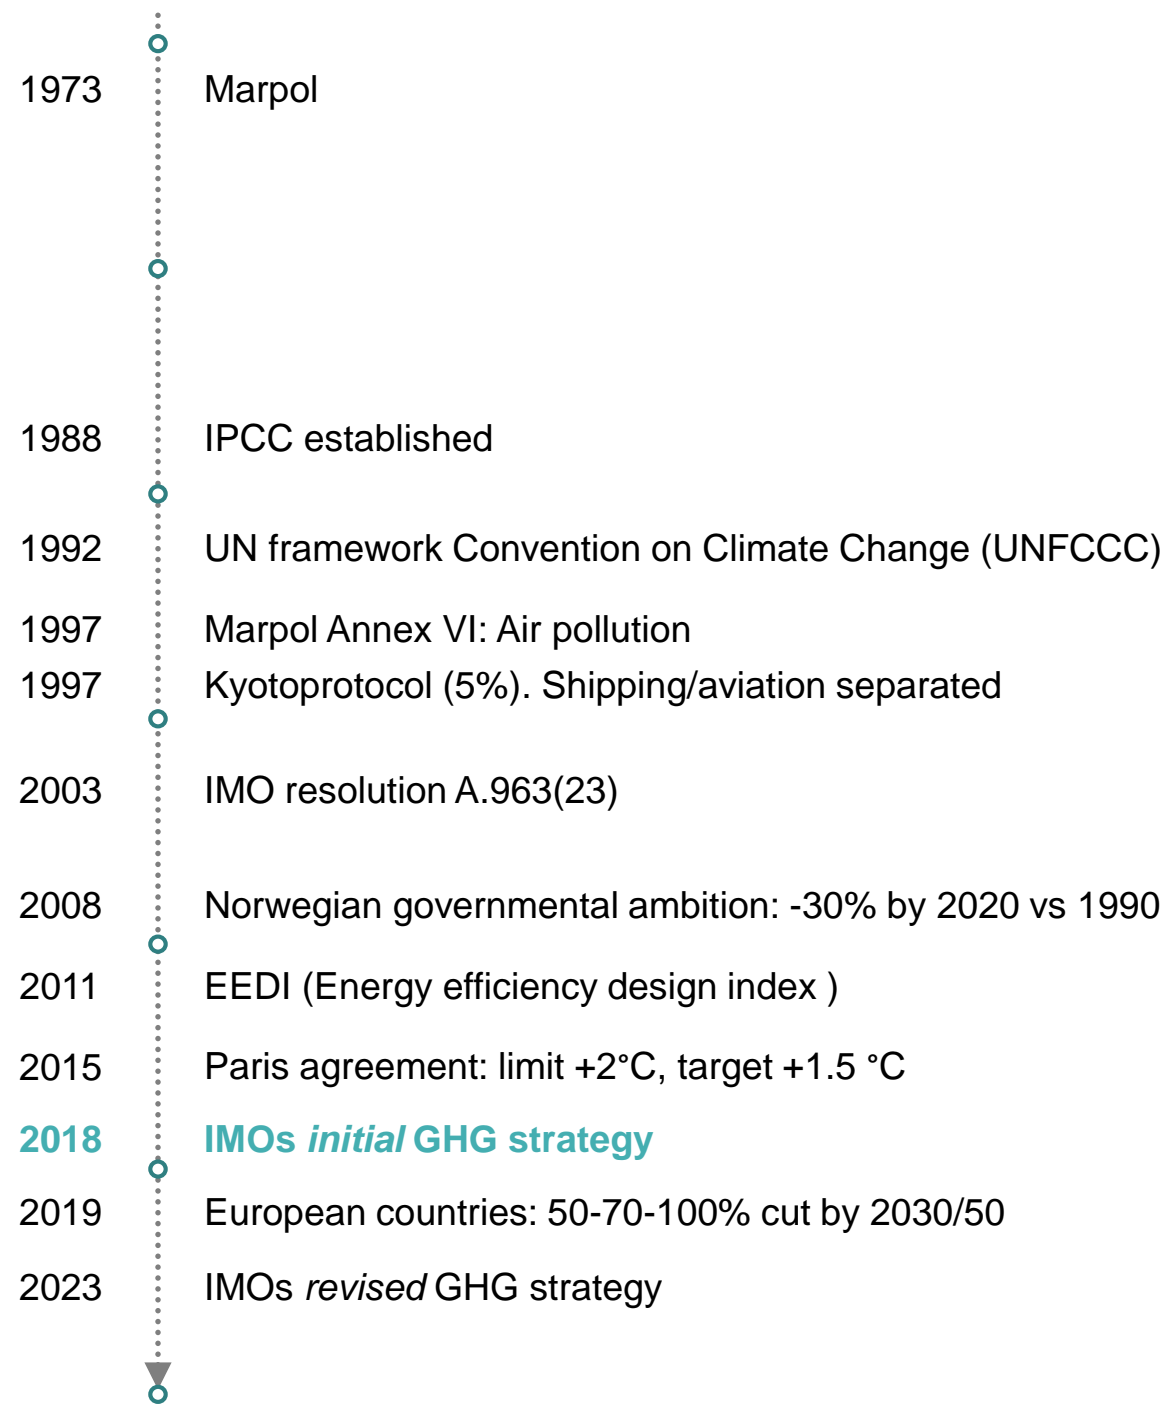 1973 Marpol
1988 IPCC established
1992 UN framework Convention on Climate Change (UNFCCC)
1997 Marpol Annex VI: Air pollution
1997 Kyotoprotocol (5%). Shipping/aviation separated
2003 IMO resolution A.963(23)
2008 Norwegian governmental ambition: -30% by 2020 vs 1990
2011 EEDI (Energy efficiency design index )
2015 Paris agreement: limit +2°C, target +1.5 °C
2018 IMOs initial GHG strategy
2019 European countries: 50-70-100% cut by 2030/50
2023 IMOs revised GHG strategy